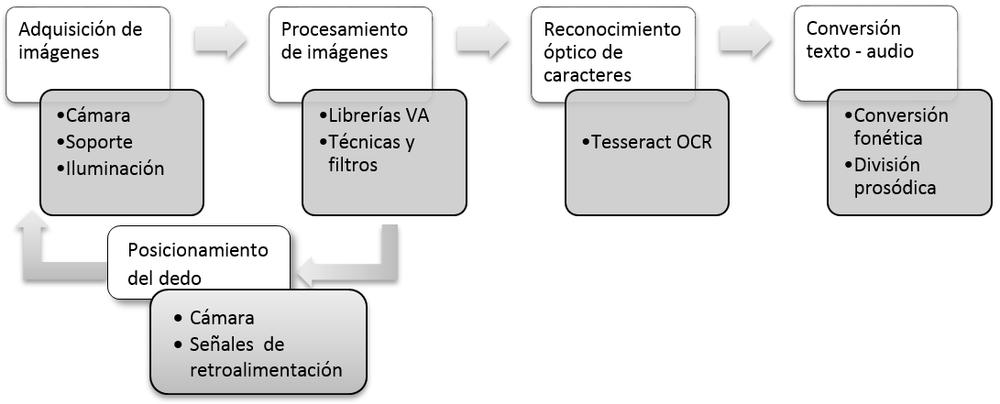 Adquisición de
imágenes
•Cámara
•Soporte
•Iluminación
Procesamiento
de imágenes
•Librerías VA
•Técnicas y
filtros
Reconocimiento
óptico de
caracteres
•Tesseract OCR
Conversión
texto - audio
•Conversión
fonética
•División
prosódica
Posicionamiento
del dedo
• Cámara
• Señales de
retroalimentación